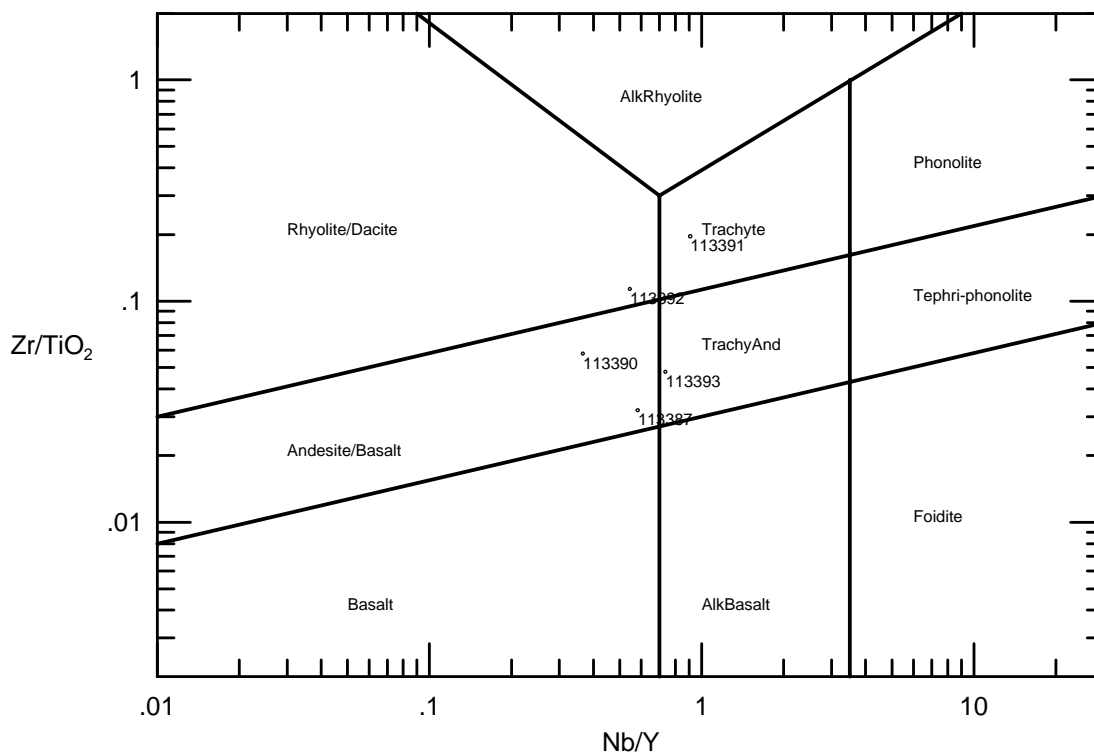 1
AlkRhyolite
Phonolite
Rhyolite/Dacite
Trachyte
113391
.1
113392
Tephri-phonolite
Zr/TiO₂
TrachyAnd
113390
113393
113387
Andesite/Basalt
.01
Foidite
Basalt
AlkBasalt
.01
.1
1
10
Nb/Y